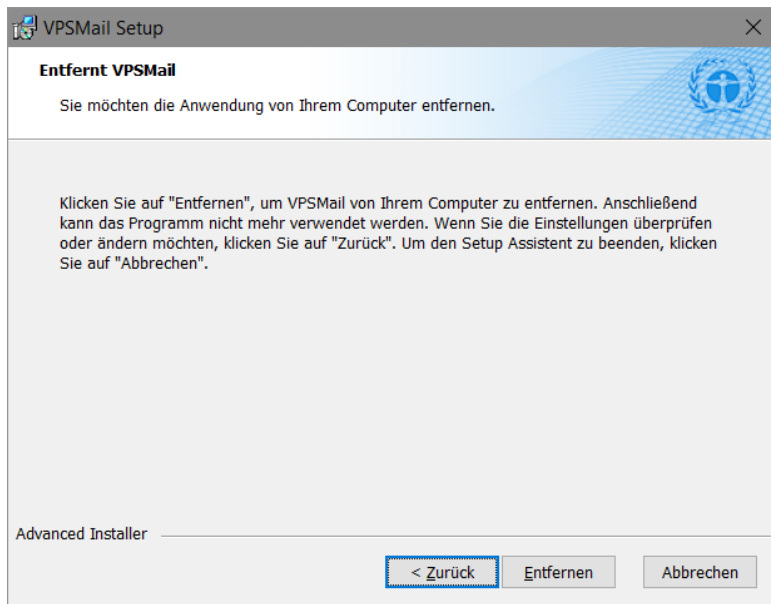 VPSMail Setup
Entfernt VPSMail
Sie möchten die Anwendung von Ihrem Computer entfernen.
Klicken Sie auf "Entfernen", um VPSMail von Ihrem Computer zu entfernen. Anschließend
kann das Programm nicht mehr verwendet werden. Wenn Sie die Einstellungen überprüfen
oder ändern möchten, klicken Sie auf "Zurück". Um den Setup Assistent zu beenden, klicken
Sie auf "Abbrechen".
Advanced Installer
< Zurück Entfernen Abbrechen